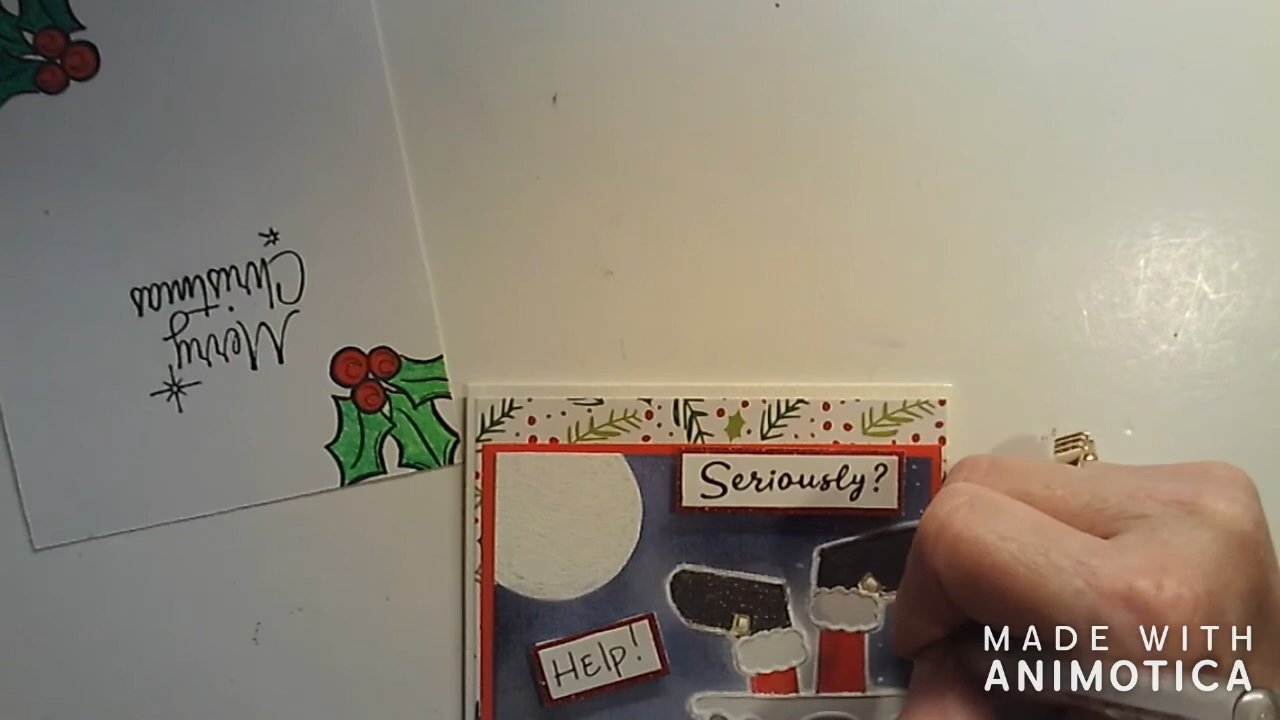 Merry
Christmas
Seriously?
Help!
MADE WITH
ANIMOTICA